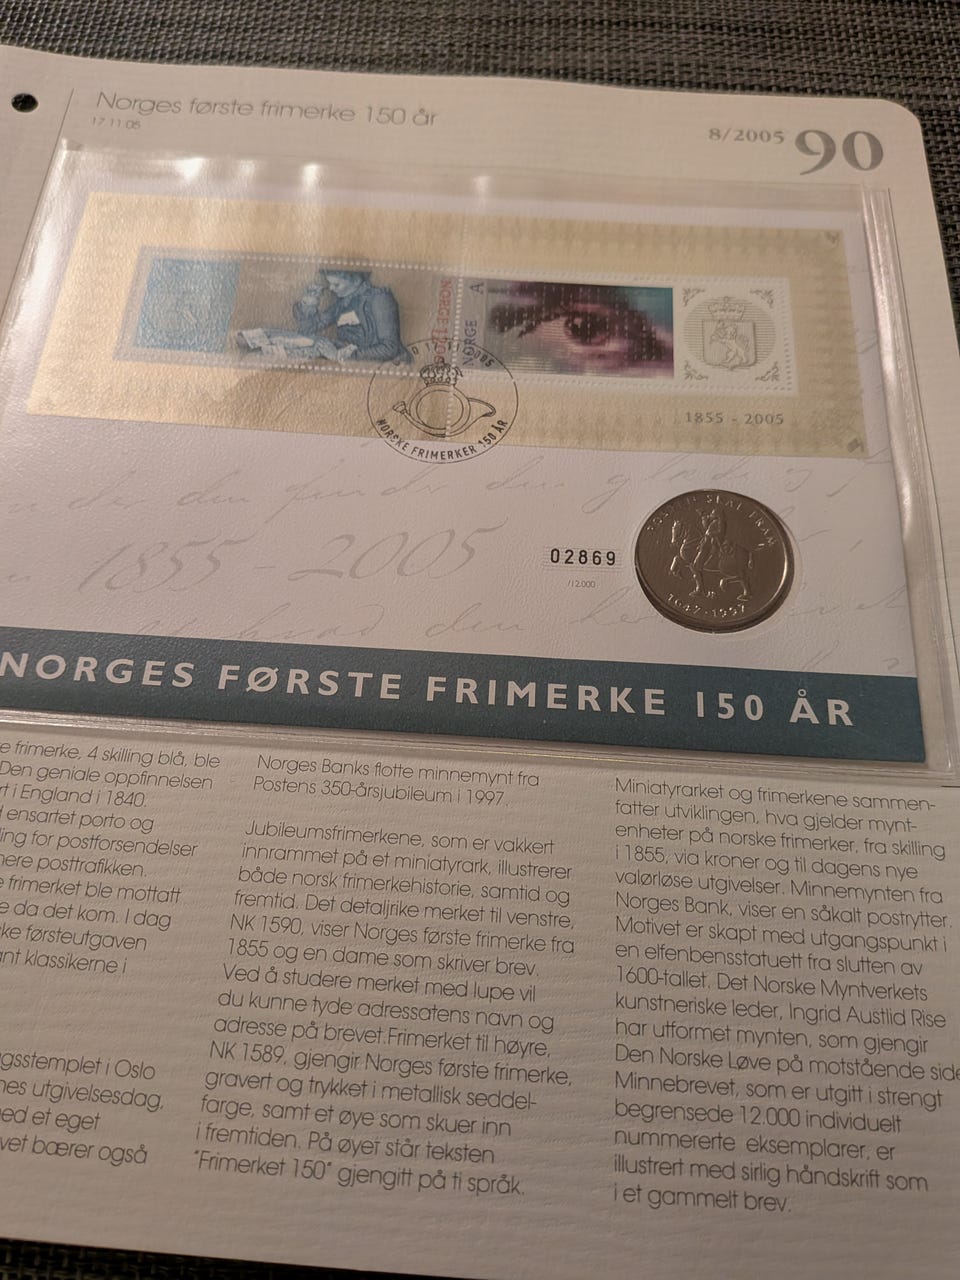 Norges første frimerke 150 år
17.11.05
8/2005 90
NORGE
A
NORGE
2005
NORSKE FRIMERKER 150 ÅR
1855 - 2005
1855 - 2005
02869
/12.000
POSTEN SKAL FRAM
1647-1997
NORGES FØRSTE FRIMERKE 150 ÅR
e frimerke, 4 skilling blå, ble
Den geniale oppfinnelsen
rt i England i 1840.
ensartet porto og
ling for postforsendelser
nere posttrafikken.
e frimerket ble mottatt
e da det kom. I dag
ke førsteutgaven
ant klassikerne i
gsstemplet i Oslo
nes utgivelsesdag,
ed et eget
vet bærer også
Norges Banks flotte minnemynt fra
Postens 350-årsjubileum i 1997.
Jubileumsfrimerkene, som er vakkert
innrammet på et miniatyrark, illustrerer
både norsk frimerkehistorie, samtid og
fremtid. Det detaljrike merket til venstre,
NK 1590, viser Norges første frimerke fra
1855 og en dame som skriver brev.
Ved å studere merket med lupe vil
du kunne tyde adressatens navn og
adresse på brevet.Frimerket til høyre,
NK 1589, gjengir Norges første frimerke,
gravert og trykket i metallisk seddel-
farge, samt et øye som skuer inn
i fremtiden. På øyet står teksten
"Frimerket 150" gjengitt på ti språk.
Miniatyrarket og frimerkene sammen-
fatter utviklingen, hva gjelder mynt-
enheter på norske frimerker, fra skilling
i 1855, via kroner og til dagens nye
valørløse utgivelser. Minnemynten fra
Norges Bank, viser en såkalt postrytter.
Motivet er skapt med utgangspunkt i
en elfenbensstatuett fra slutten av
1600-tallet. Det Norske Myntverkets
kunstneriske leder, Ingrid Austlid Rise
har utformet mynten, som gjengir
Den Norske Løve på motstående side
Minnebrevet, som er utgitt i strengt
begrensede 12.000 individuelt
nummererte eksemplarer, er
illustrert med sirlig håndskrift som
i et gammelt brev.